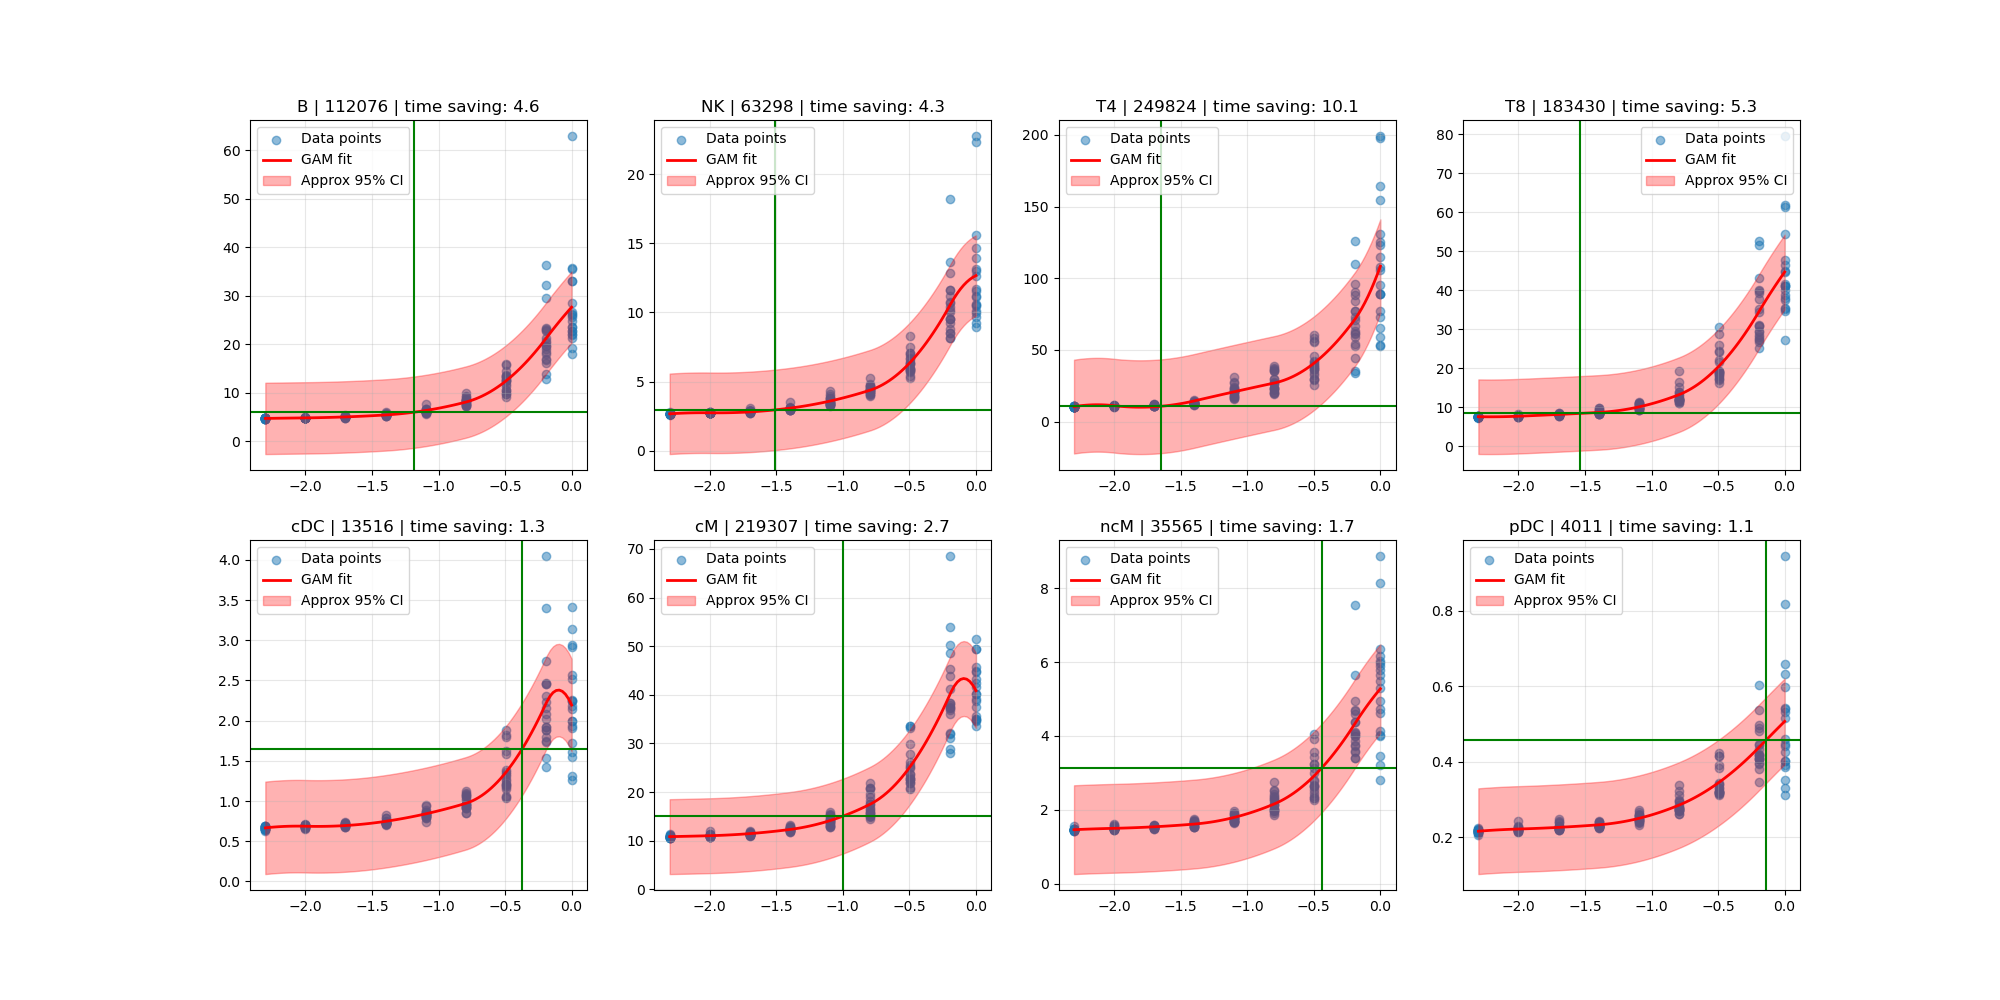 B | 112076 | time saving: 4.6
Data points
GAM fit
Approx 95% CI
60
50
40
30
20
10
0
−2.0 −1.5 −1.0 −0.5 0.0
NK | 63298 | time saving: 4.3
Data points
GAM fit
Approx 95% CI
20
15
10
5
0
−2.0 −1.5 −1.0 −0.5 0.0
T4 | 249824 | time saving: 10.1
Data points
GAM fit
Approx 95% CI
200
150
100
50
0
−2.0 −1.5 −1.0 −0.5 0.0
T8 | 183430 | time saving: 5.3
Data points
GAM fit
Approx 95% CI
80
70
60
50
40
30
20
10
0
−2.0 −1.5 −1.0 −0.5 0.0
cDC | 13516 | time saving: 1.3
Data points
GAM fit
Approx 95% CI
4.0
3.5
3.0
2.5
2.0
1.5
1.0
0.5
0.0
−2.0 −1.5 −1.0 −0.5 0.0
cM | 219307 | time saving: 2.7
Data points
GAM fit
Approx 95% CI
70
60
50
40
30
20
10
0
−2.0 −1.5 −1.0 −0.5 0.0
ncM | 35565 | time saving: 1.7
Data points
GAM fit
Approx 95% CI
8
6
4
2
0
−2.0 −1.5 −1.0 −0.5 0.0
pDC | 4011 | time saving: 1.1
Data points
GAM fit
Approx 95% CI
0.8
0.6
0.4
0.2
−2.0 −1.5 −1.0 −0.5 0.0